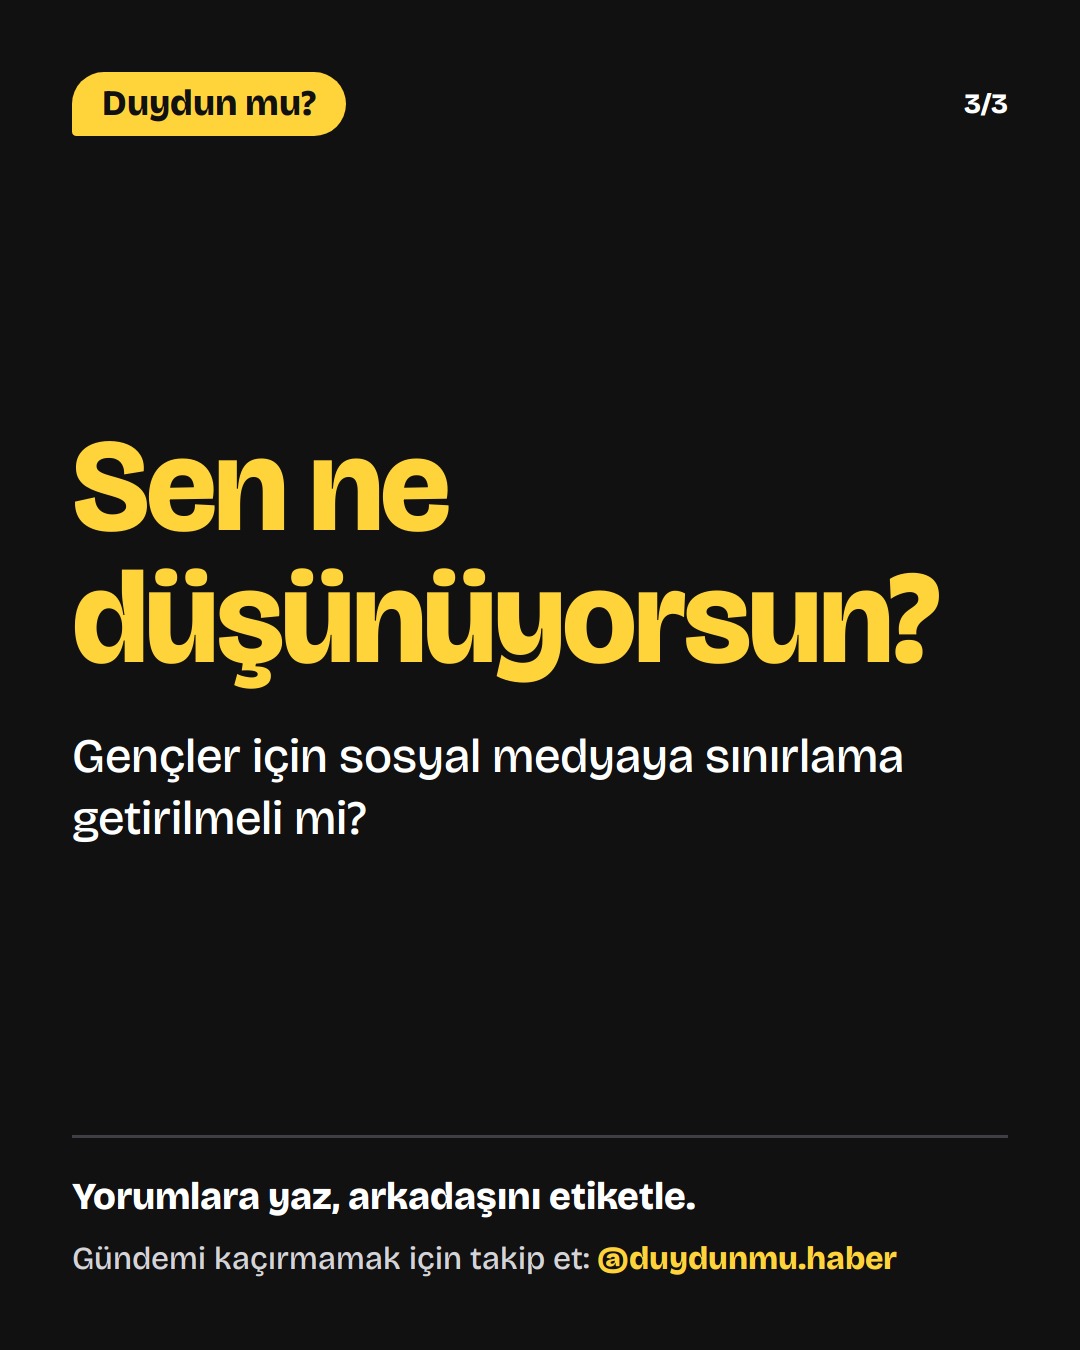 Duydun mu?
3/3
Sen ne
düşünüyorsun?
Gençler için sosyal medyaya sınırlama
getirilmeli mi?
Yorumlara yaz, arkadaşını etiketle.
Gündemi kaçırmamak için takip et: @duydunmu.haber